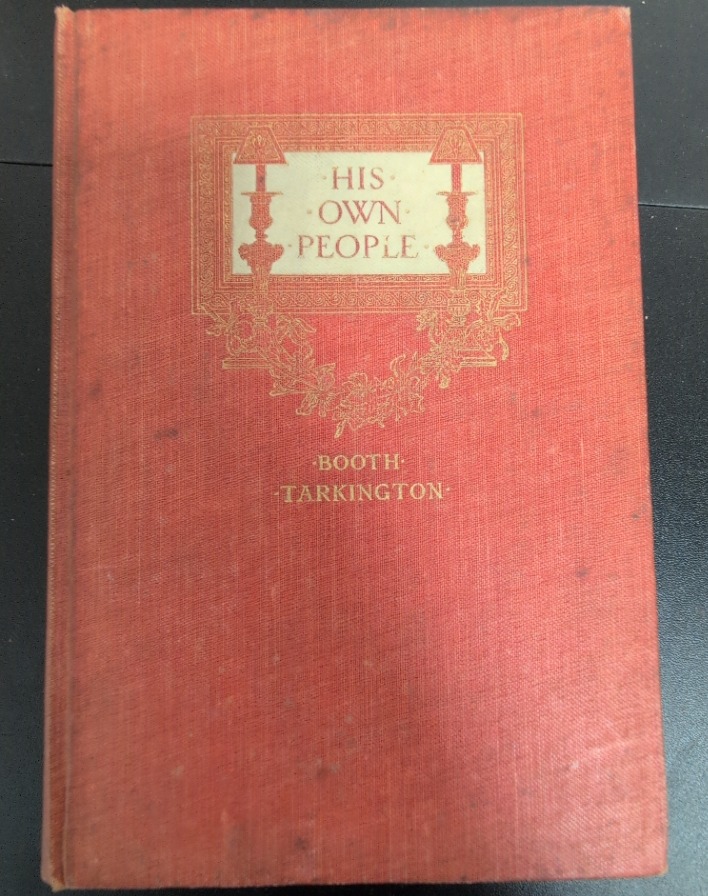 ·HIS·
·OWN·
·PEOPLE·
·BOOTH·
·TARKINGTON·